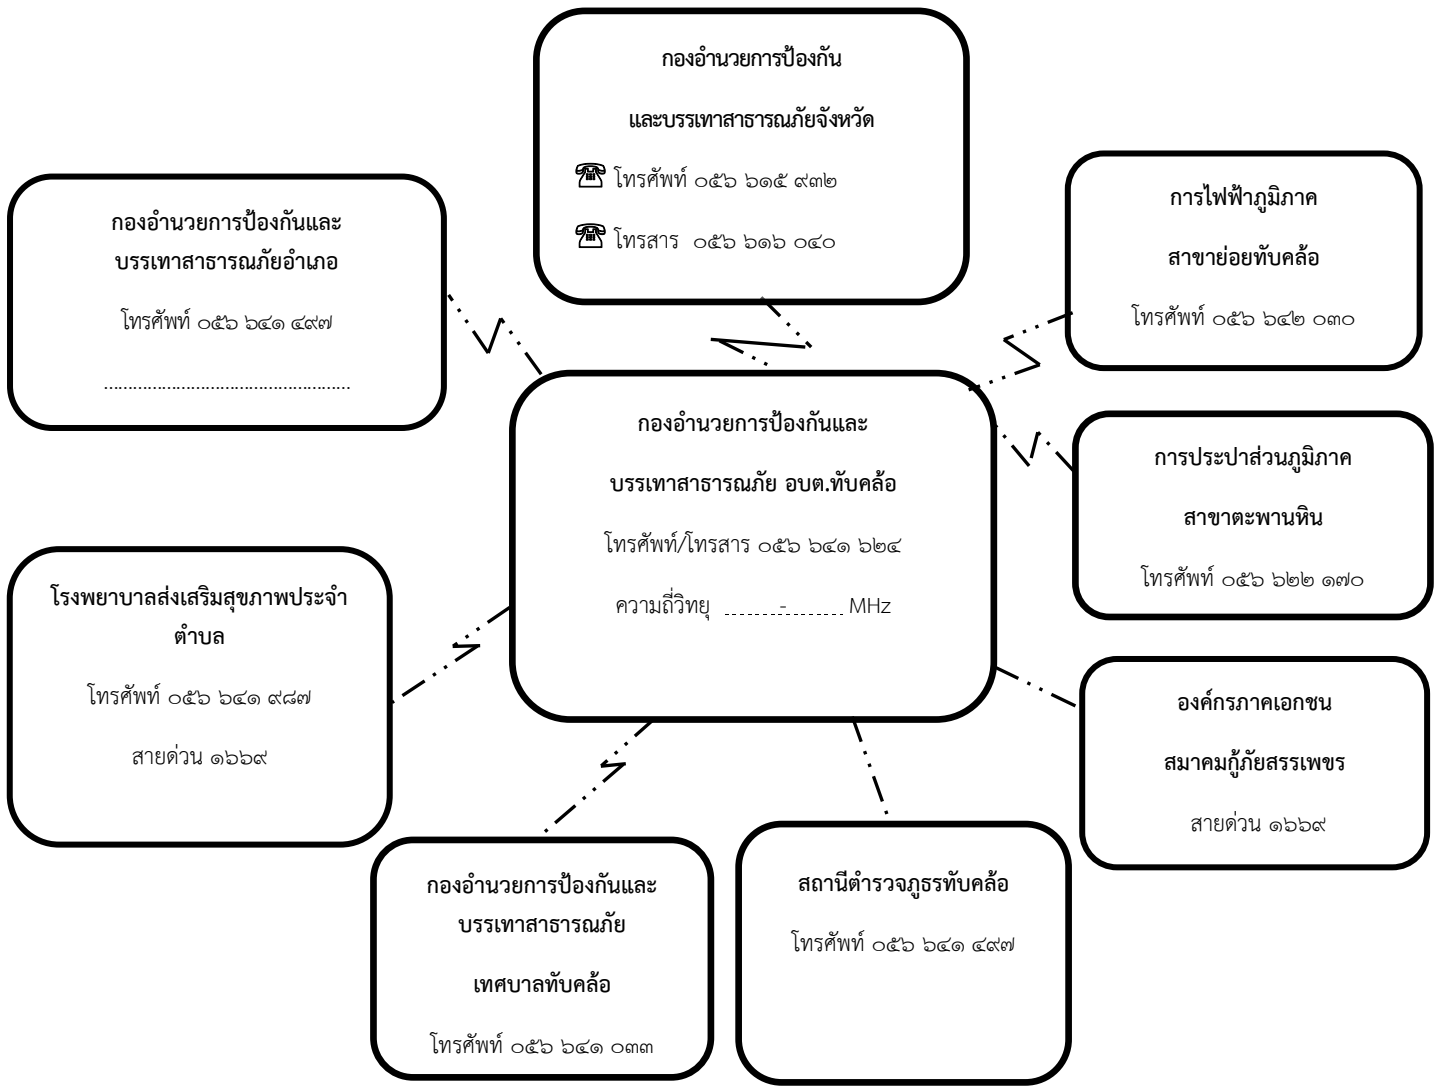 กองอำนวยการป้องกัน
และบรรเทาสาธารณภัยจังหวัด
โทรศัพท์ ๐๕๖ ๖๑๕ ๙๓๒
โทรสาร ๐๕๖ ๖๑๖ ๐๔๐
กองอำนวยการป้องกันและ
บรรเทาสาธารณภัยอำเภอ
โทรศัพท์ ๐๕๖ ๖๔๑ ๔๙๗
..................................................
การไฟฟ้าภูมิภาค
สาขาย่อยทับคล้อ
โทรศัพท์ ๐๕๖ ๖๔๒ ๐๓๐
กองอำนวยการป้องกันและ
บรรเทาสาธารณภัย อบต.ทับคล้อ
โทรศัพท์/โทรสาร ๐๕๖ ๖๔๑ ๖๒๔
ความถี่วิทยุ ........-........ MHz
การประปาส่วนภูมิภาค
สาขาตะพานหิน
โทรศัพท์ ๐๕๖ ๖๒๒ ๑๗๐
โรงพยาบาลส่งเสริมสุขภาพประจำ
ตำบล
โทรศัพท์ ๐๕๖ ๖๔๑ ๙๘๗
สายด่วน ๑๖๖๙
องค์กรภาคเอกชน
สมาคมกู้ภัยสรรเพชร
สายด่วน ๑๖๖๙
กองอำนวยการป้องกันและ
บรรเทาสาธารณภัย
เทศบาลทับคล้อ
โทรศัพท์ ๐๕๖ ๖๔๑ ๐๓๓
สถานีตำรวจภูธรทับคล้อ
โทรศัพท์ ๐๕๖ ๖๔๑ ๔๙๗